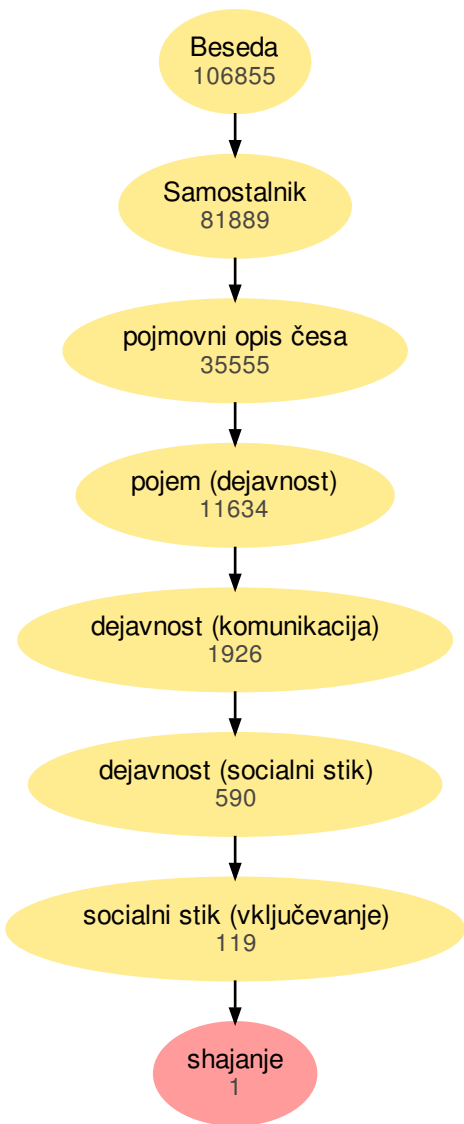 Beseda
106855
Samostalnik
81889
pojmovni opis česa
35555
pojem (dejavnost)
11634
dejavnost (komunikacija)
1926
dejavnost (socialni stik)
590
socialni stik (vključevanje)
119
shajanje
1